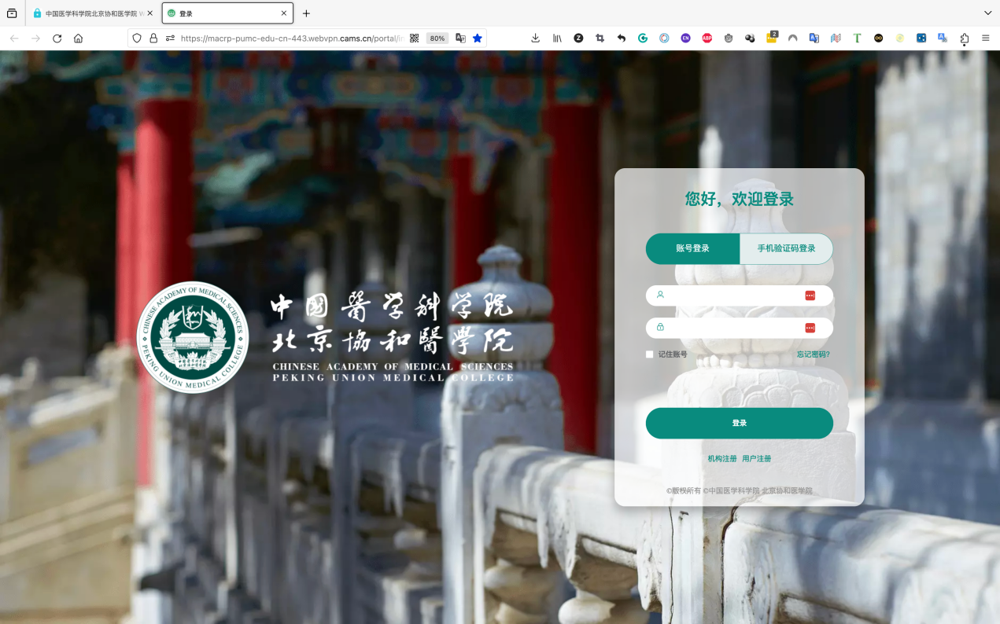 中国医学科学院北京协和医学院 W
登录
https://macrp-pumc-edu-cn-443.webvpn.cams.cn/portal/in
80%
Z
EN
ABP
2
T
您好，欢迎登录
账号登录
手机验证码登录
记住账号
忘记密码?
登录
机构注册 用户注册
©版权所有 ©中国医学科学院 北京协和医学院
CHINESE ACADEMY OF MEDICAL SCIENCES
PEKING UNION MEDICAL COLLEGE
中国醫学科学院
北京協和醫學院
CHINESE ACADEMY OF MEDICAL SCIENCES
PEKING UNION MEDICAL COLLEGE